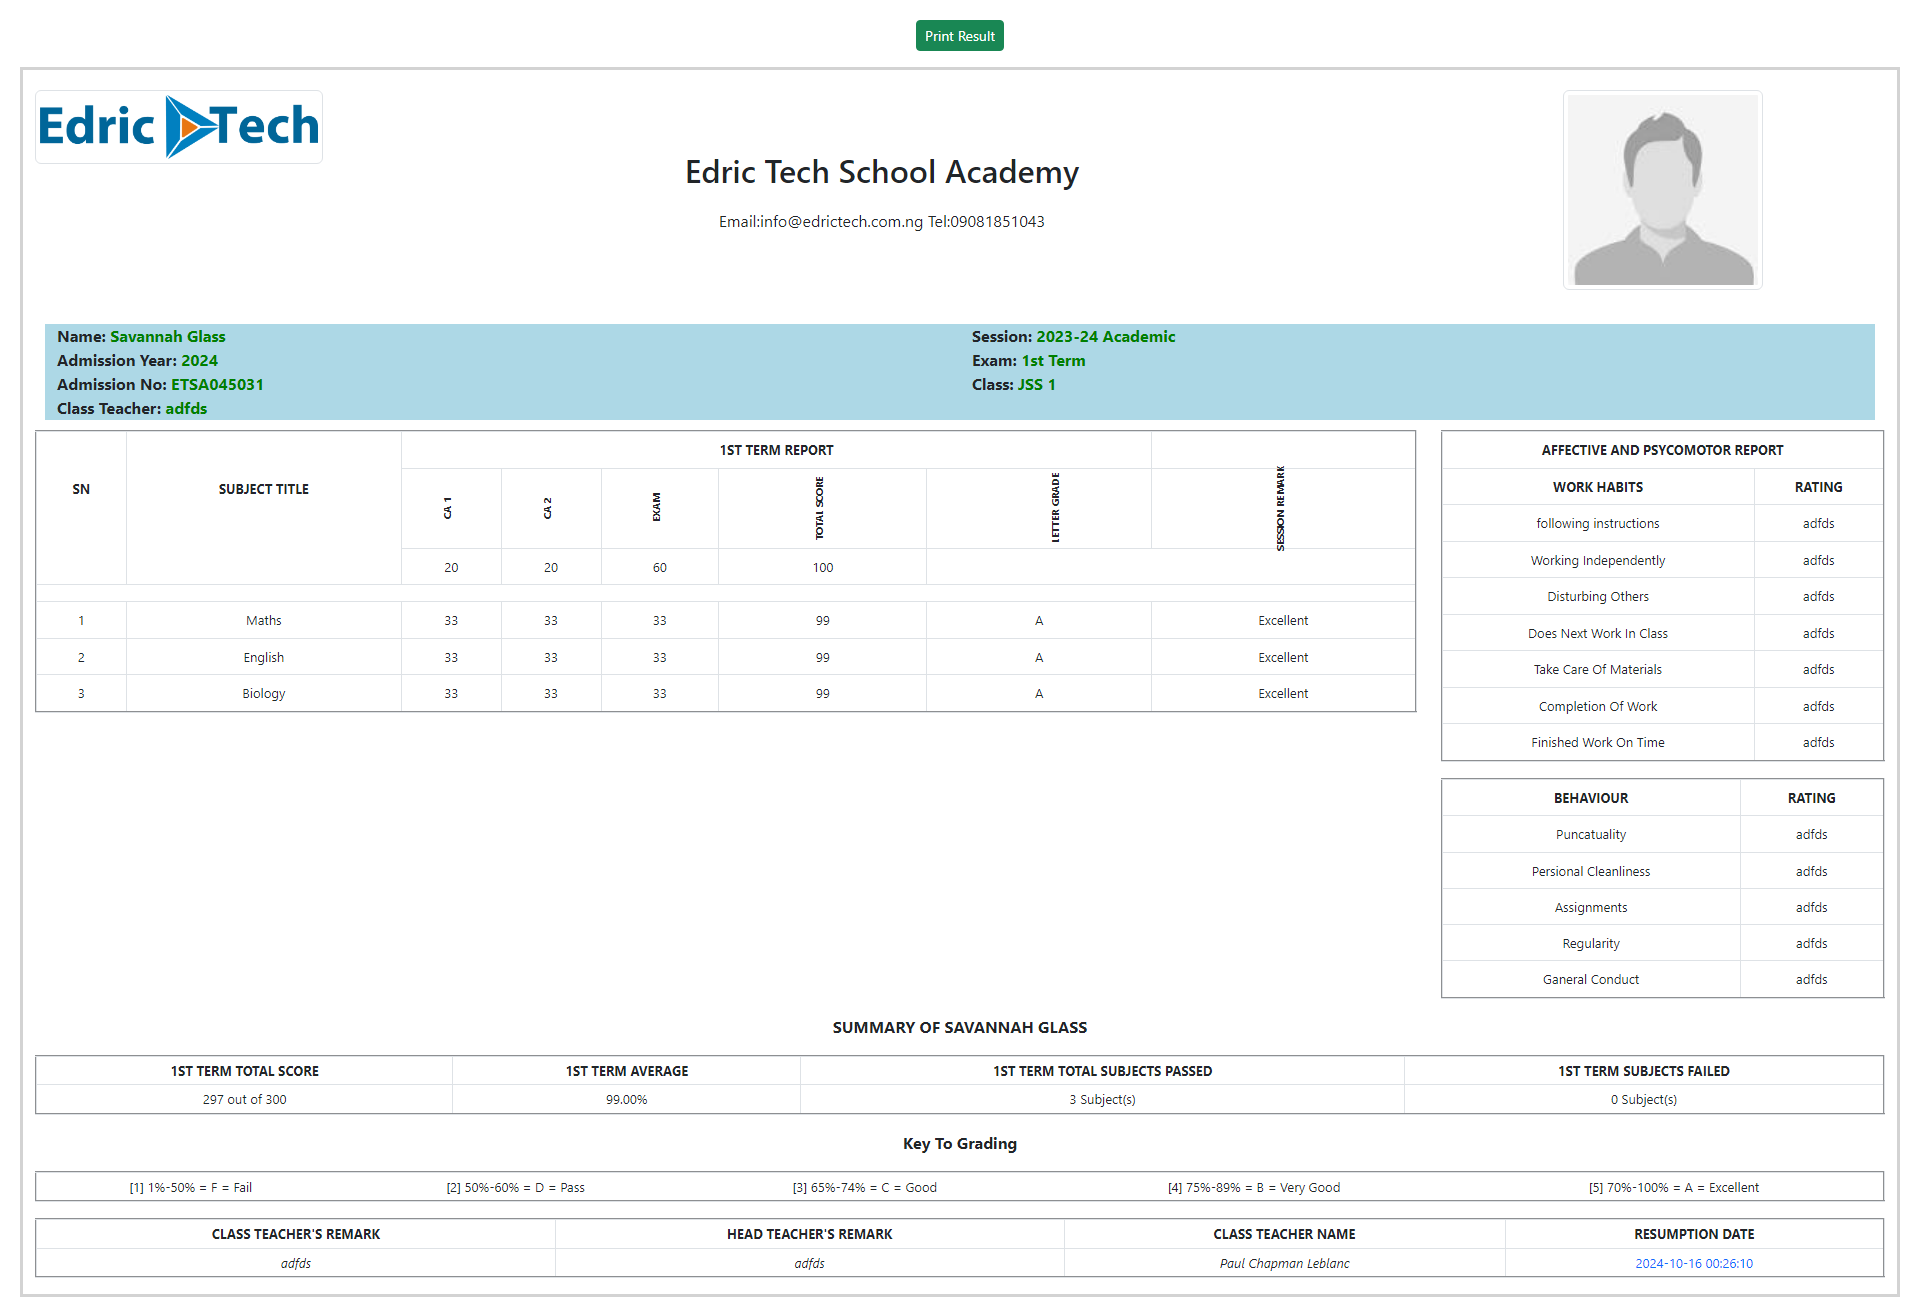 Print Result
Edric Tech
Edric Tech School Academy
Email:info@edrictech.com.ng Tel:09081851043
Name: Savannah Glass
Admission Year: 2024
Admission No: ETSA045031
Class Teacher: adfds
Session: 2023-24 Academic
Exam: 1st Term
Class: JSS 1
SN SUBJECT TITLE 1ST TERM REPORT
CA 1 CA 2 EXAM TOTAL SCORE LETTER GRADE SESSION REMARK
20 20 60 100
1 Maths 33 33 33 99 A Excellent
2 English 33 33 33 99 A Excellent
3 Biology 33 33 33 99 A Excellent
AFFECTIVE AND PSYCOMOTOR REPORT
WORK HABITS RATING
following instructions adfds
Working Independently adfds
Disturbing Others adfds
Does Next Work In Class adfds
Take Care Of Materials adfds
Completion Of Work adfds
Finished Work On Time adfds
BEHAVIOUR RATING
Puncatuality adfds
Persional Cleanliness adfds
Assignments adfds
Regularity adfds
Ganeral Conduct adfds
SUMMARY OF SAVANNAH GLASS
1ST TERM TOTAL SCORE 1ST TERM AVERAGE 1ST TERM TOTAL SUBJECTS PASSED 1ST TERM SUBJECTS FAILED
297 out of 300 99.00% 3 Subject(s) 0 Subject(s)
Key To Grading
[1] 1%-50% = F = Fail [2] 50%-60% = D = Pass [3] 65%-74% = C = Good [4] 75%-89% = B = Very Good [5] 70%-100% = A = Excellent
CLASS TEACHER'S REMARK HEAD TEACHER'S REMARK CLASS TEACHER NAME RESUMPTION DATE
adfds adfds Paul Chapman Leblanc 2024-10-16 00:26:10